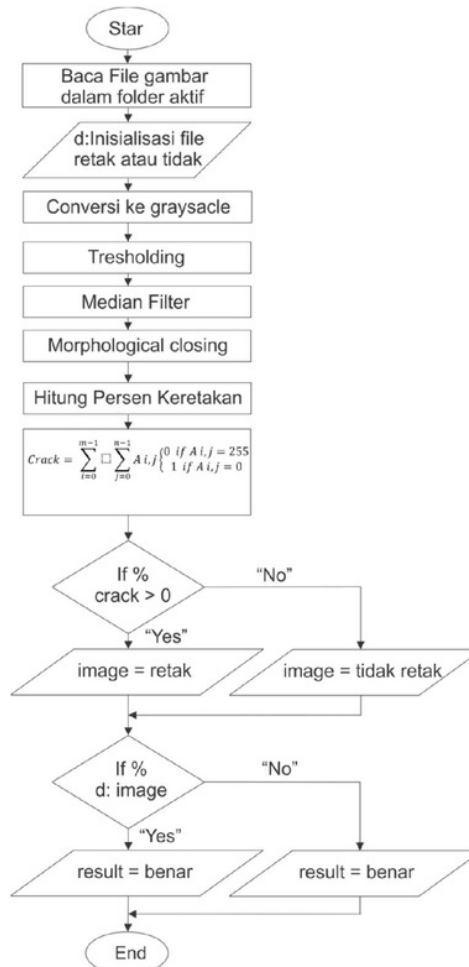 Star
Baca File gambar
dalam folder aktif
d:Inisialisasi file
retak atau tidak
Conversi ke graysacle
Tresholding
Median Filter
Morphological closing
Hitung Persen Keretakan
Crack = \sum_{i=0}^{m-1} □ \sum_{j=0}^{n-1} A i,j {0 if A i,j = 255
1 if A i,j = 0
If %
crack > 0
“No”
“Yes”
image = retak
image = tidak retak
If %
d: image
“No”
“Yes”
result = benar
result = benar
End